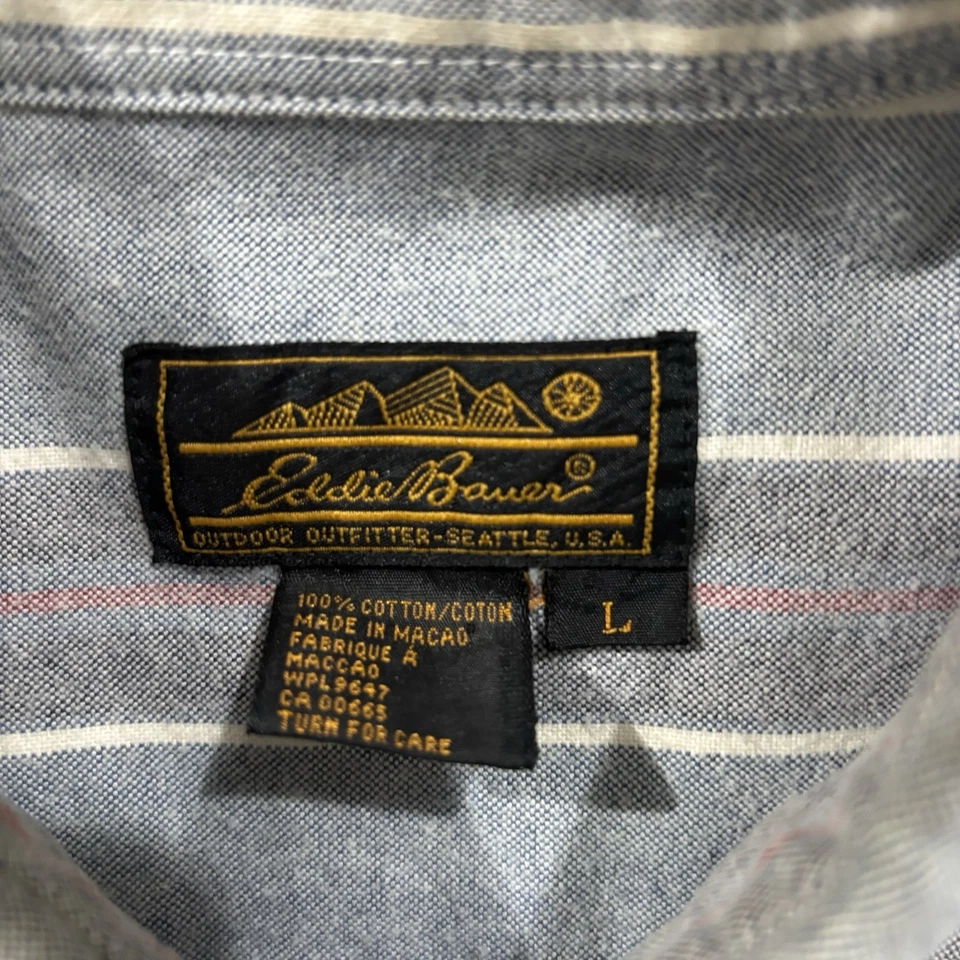 Eddie Bauer®
OUTDOOR OUTFITTER-SEATTLE, U.S.A.
100% COTTON/COTON
MADE IN MACAO
FABRIQUE À
MACCAO
WPL9647
CA 00665
TURN FOR CARE
L